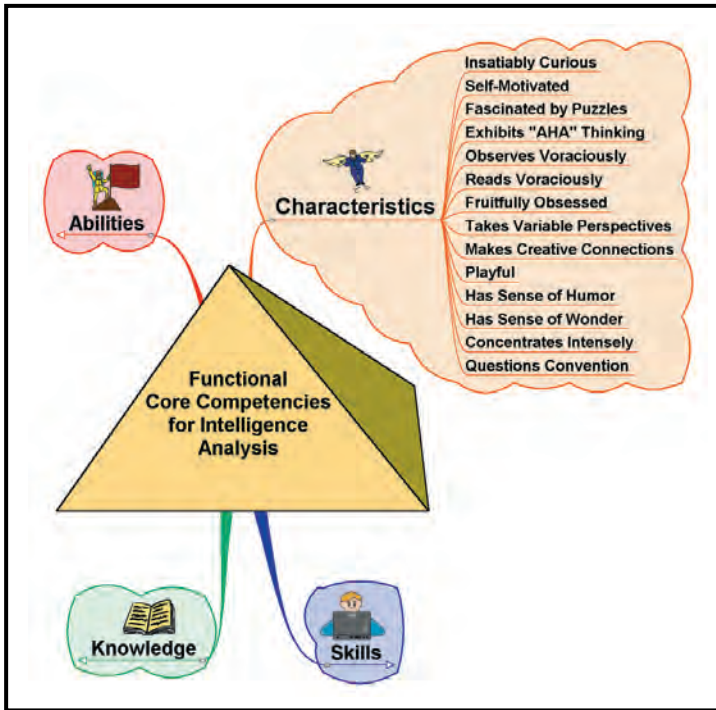 Insatiably Curious
Self-Motivated
Fascinated by Puzzles
Exhibits "AHA" Thinking
Observes Voraciously
Reads Voraciously
Fruitfully Obsessed
Takes Variable Perspectives
Makes Creative Connections
Playful
Has Sense of Humor
Has Sense of Wonder
Concentrates Intensely
Questions Convention
Characteristics
Abilities
Functional
Core Competencies
for Intelligence
Analysis
Knowledge
Skills